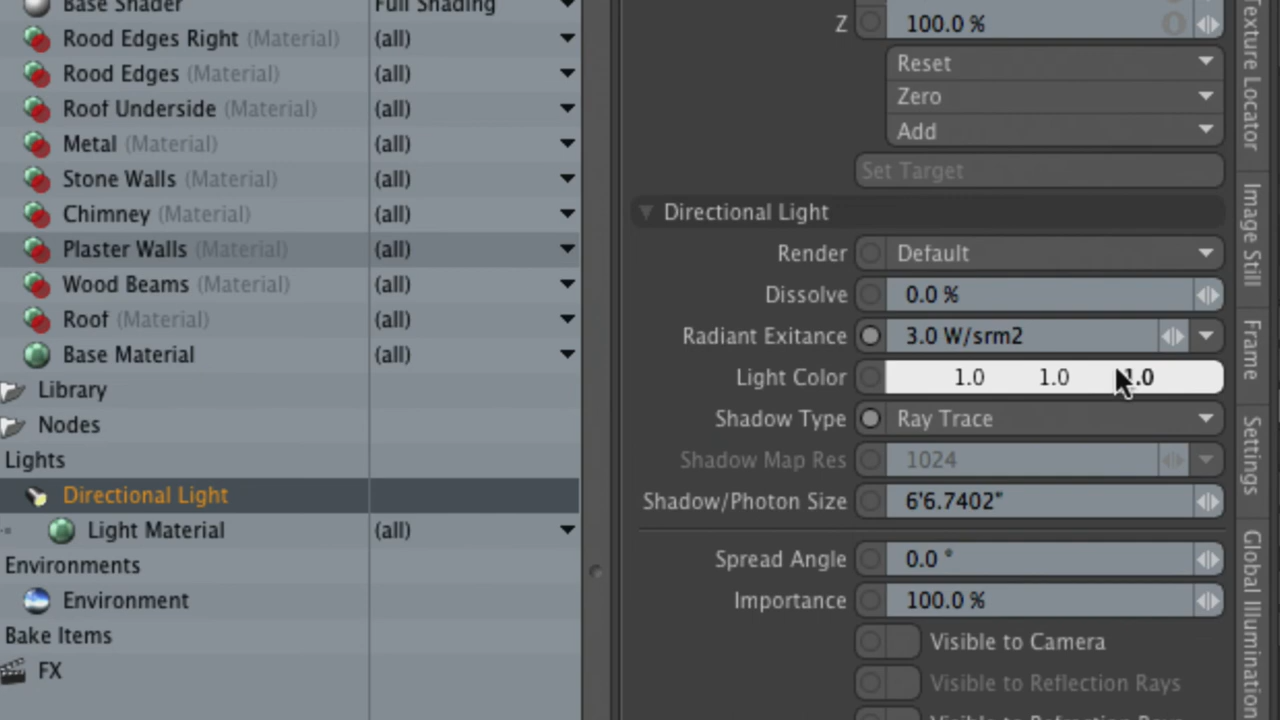 Base Shader Full Shading
Rood Edges Right (Material) (all)
Rood Edges (Material) (all)
Roof Underside (Material) (all)
Metal (Material) (all)
Stone Walls (Material) (all)
Chimney (Material) (all)
Plaster Walls (Material) (all)
Wood Beams (Material) (all)
Roof (Material) (all)
Base Material (all)
Library
Nodes
Lights
Directional Light
Light Material (all)
Environments
Environment
Bake Items
FX
Z 100.0 %
Reset
Zero
Add
Set Target
Directional Light
Render Default
Dissolve 0.0 %
Radiant Exitance 3.0 W/srm2
Light Color 1.0 1.0 1.0
Shadow Type Ray Trace
Shadow Map Res 1024
Shadow/Photon Size 6'6.7402"
Spread Angle 0.0 °
Importance 100.0 %
Visible to Camera
Visible to Reflection Rays
Visible to Refraction Rays
Texture Locator
Image Still
Frame
Settings
Global Illumination